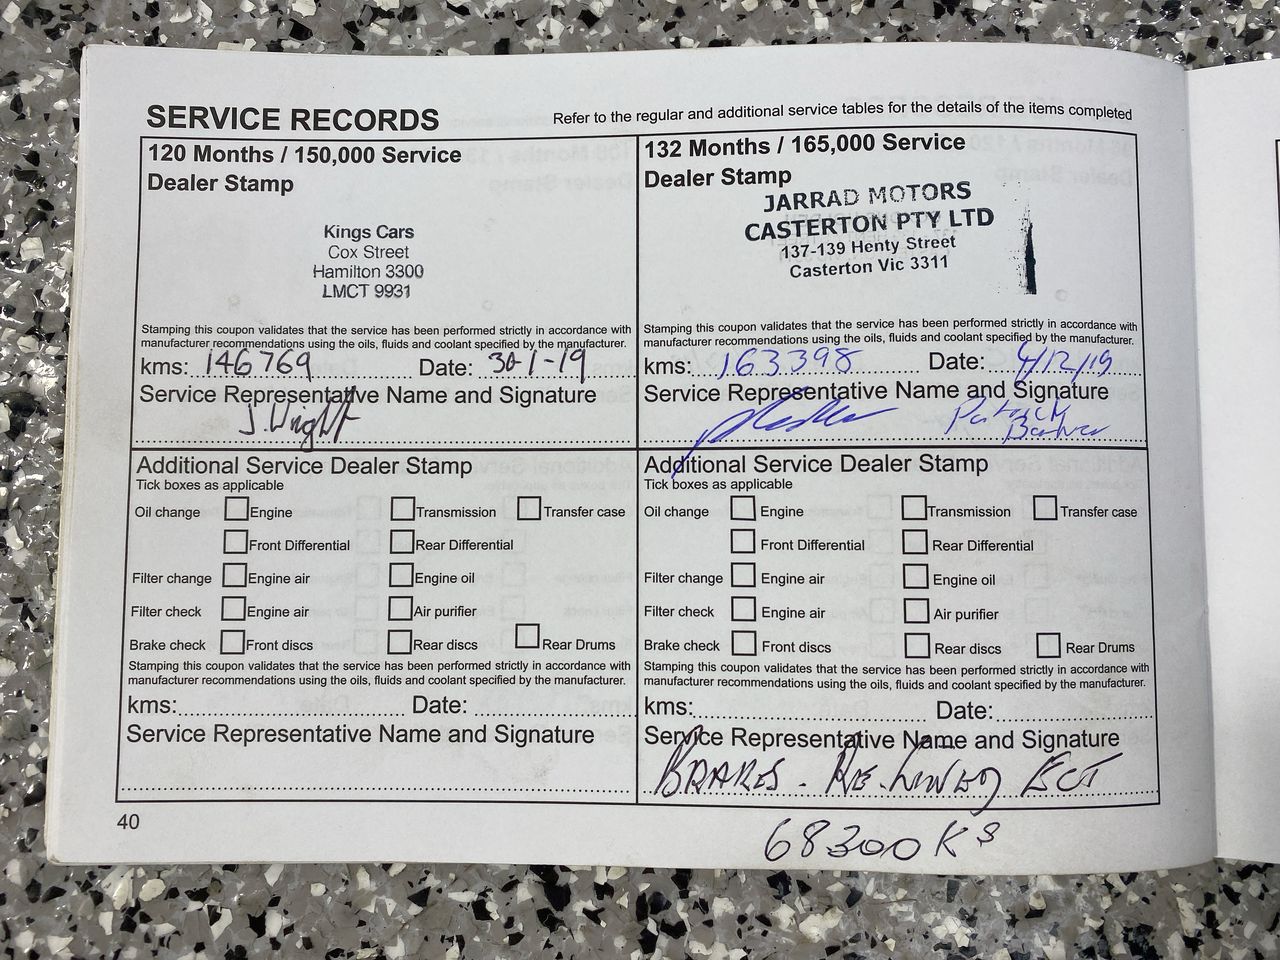 SERVICE RECORDS
Refer to the regular and additional service tables for the details of the items completed
120 Months / 150,000 Service
Dealer Stamp
Kings Cars
Cox Street
Hamilton 3300
LMCT 9931
Stamping this coupon validates that the service has been performed strictly in accordance with
manufacturer recommendations using the oils, fluids and coolant specified by the manufacturer.
kms: 146769 Date: 30-1-19
Service Representative Name and Signature
J. Wright
132 Months / 165,000 Service
Dealer Stamp
JARRAD MOTORS
CASTERTON PTY LTD
137-139 Henty Street
Casterton Vic 3311
Stamping this coupon validates that the service has been performed strictly in accordance with
manufacturer recommendations using the oils, fluids and coolant specified by the manufacturer.
kms: 163398 Date: 4/12/19
Service Representative Name and Signature
Patrick
Additional Service Dealer Stamp
Tick boxes as applicable
Oil change Engine Transmission Transfer case
Front Differential Rear Differential
Filter change Engine air Engine oil
Filter check Engine air Air purifier
Brake check Front discs Rear discs Rear Drums
Stamping this coupon validates that the service has been performed strictly in accordance with
manufacturer recommendations using the oils, fluids and coolant specified by the manufacturer.
kms: Date:
Service Representative Name and Signature
Additional Service Dealer Stamp
Tick boxes as applicable
Oil change Engine Transmission Transfer case
Front Differential Rear Differential
Filter change Engine air Engine oil
Filter check Engine air Air purifier
Brake check Front discs Rear discs Rear Drums
Stamping this coupon validates that the service has been performed strictly in accordance with
manufacturer recommendations using the oils, fluids and coolant specified by the manufacturer.
kms: Date:
Service Representative Name and Signature
BRAKES - RE. LINED ECT
68300 Ks
40